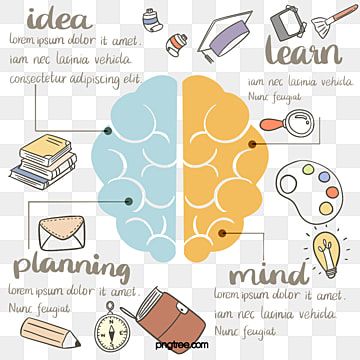 idea
lorem ipsum dolor it amet.
iam nec lacinia vehicla
consectetur adipiscing elit.
learn
iam nec lacinia vehicla.
Nunc feugiat
planning
lorem ipsum dolor it amet.
Nunc feugiat
mind
lorem ipsum dolor it amet.
iam nec lacinia vehicla.
Nunc feugiat
pngtree.com